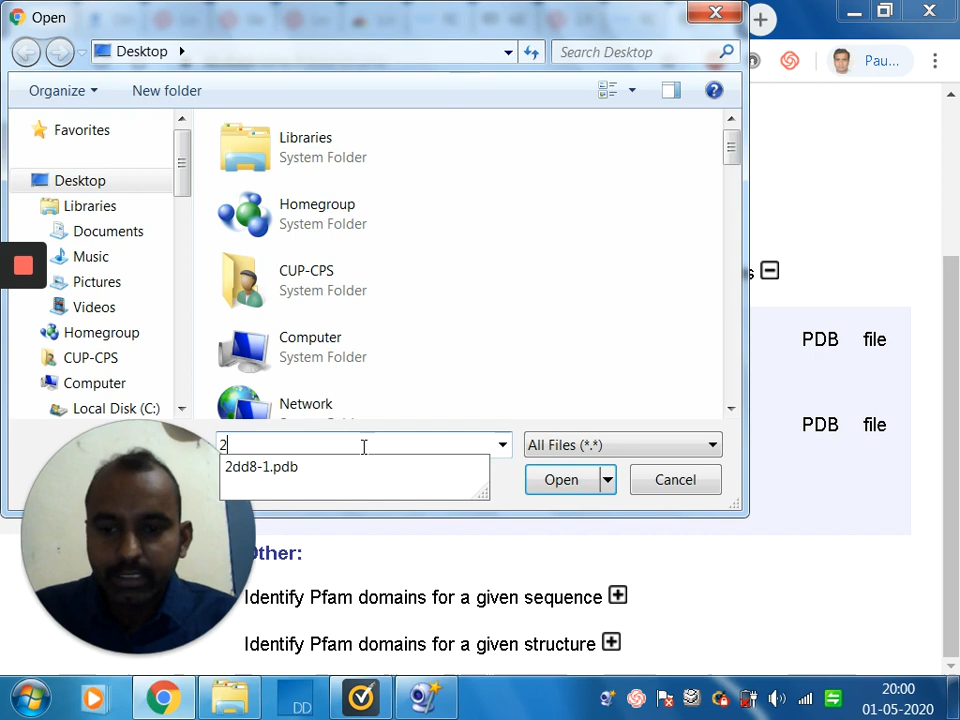 Open
Desktop
Search Desktop
Pau...
Organize
New folder
Favorites
Desktop
Libraries
Documents
Music
Pictures
Videos
Homegroup
CUP-CPS
Computer
Local Disk (C:)
Libraries
System Folder
Homegroup
System Folder
CUP-CPS
System Folder
Computer
System Folder
Network
2
All Files (*.*)
2dd8-1.pdb
Open
Cancel
PDB file
PDB file
Other:
Identify Pfam domains for a given sequence
Identify Pfam domains for a given structure
DD
20:00
01-05-2020